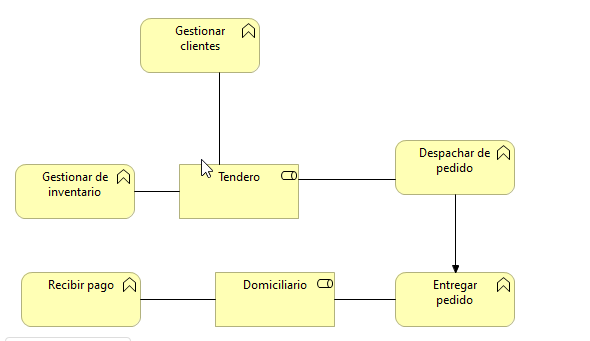 Gestionar
clientes
Gestionar de
inventario
Tendero
Despachar de
pedido
Recibir pago
Domiciliario
Entregar
pedido